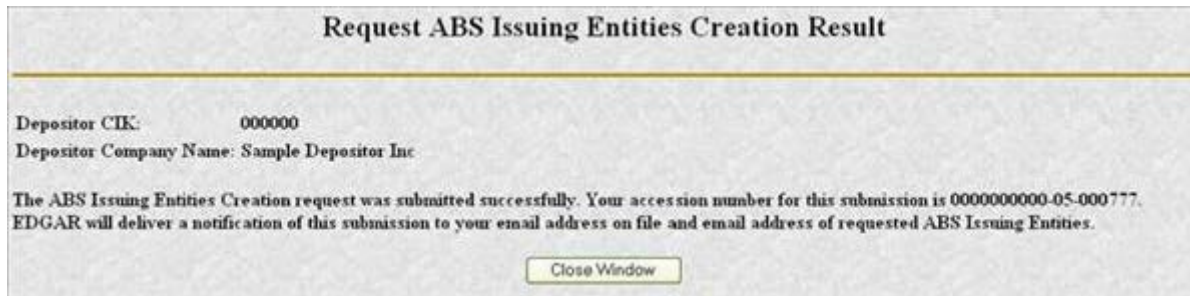 Request ABS Issuing Entities Creation Result
Depositor CIK: 000000
Depositor Company Name: Sample Depositor Inc
The ABS Issuing Entities Creation request was submitted successfully. Your accession number for this submission is 0000000000-05-000777.
EDGAR will deliver a notification of this submission to your email address on file and email address of requested ABS Issuing Entities.
Close Window